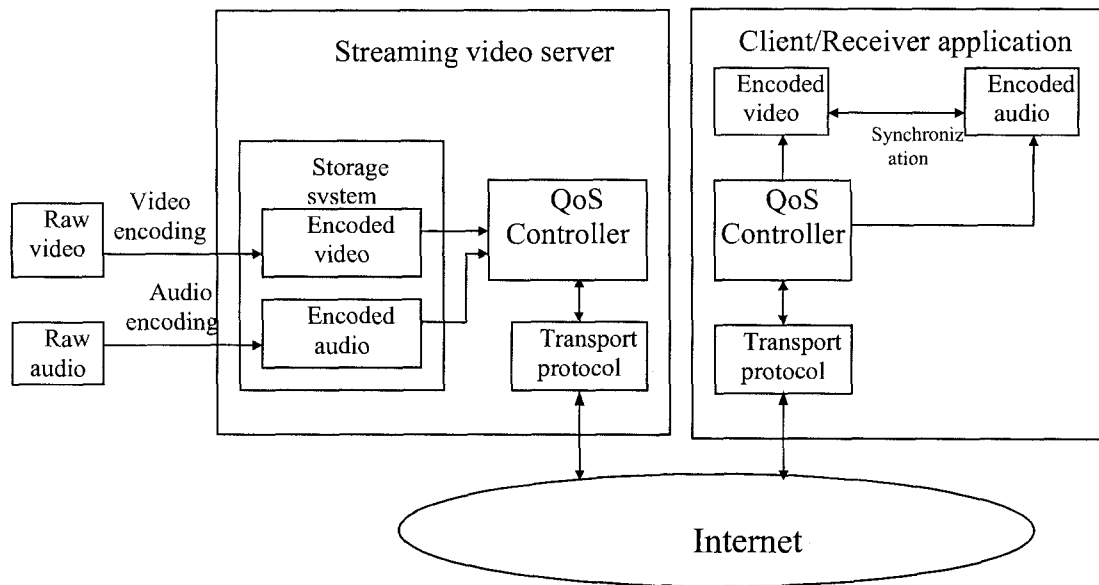 Streaming video server
Client/Receiver application
Encoded
video
Encoded
audio
Synchroniz
ation
Storage
system
Video
encoding
Raw
video
Encoded
video
QoS
Controller
QoS
Controller
Audio
encoding
Raw
audio
Encoded
audio
Transport
protocol
Transport
protocol
Internet